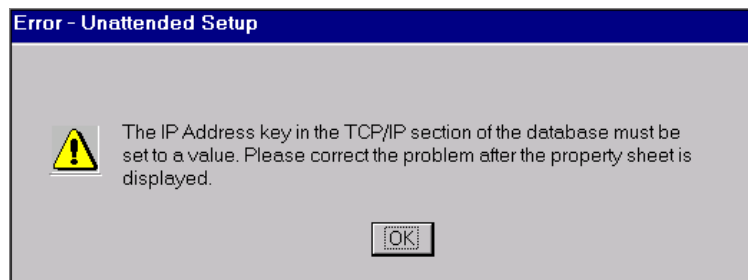 Error - Unattended Setup
The IP Address key in the TCP/IP section of the database must be
set to a value. Please correct the problem after the property sheet is
displayed.
OK